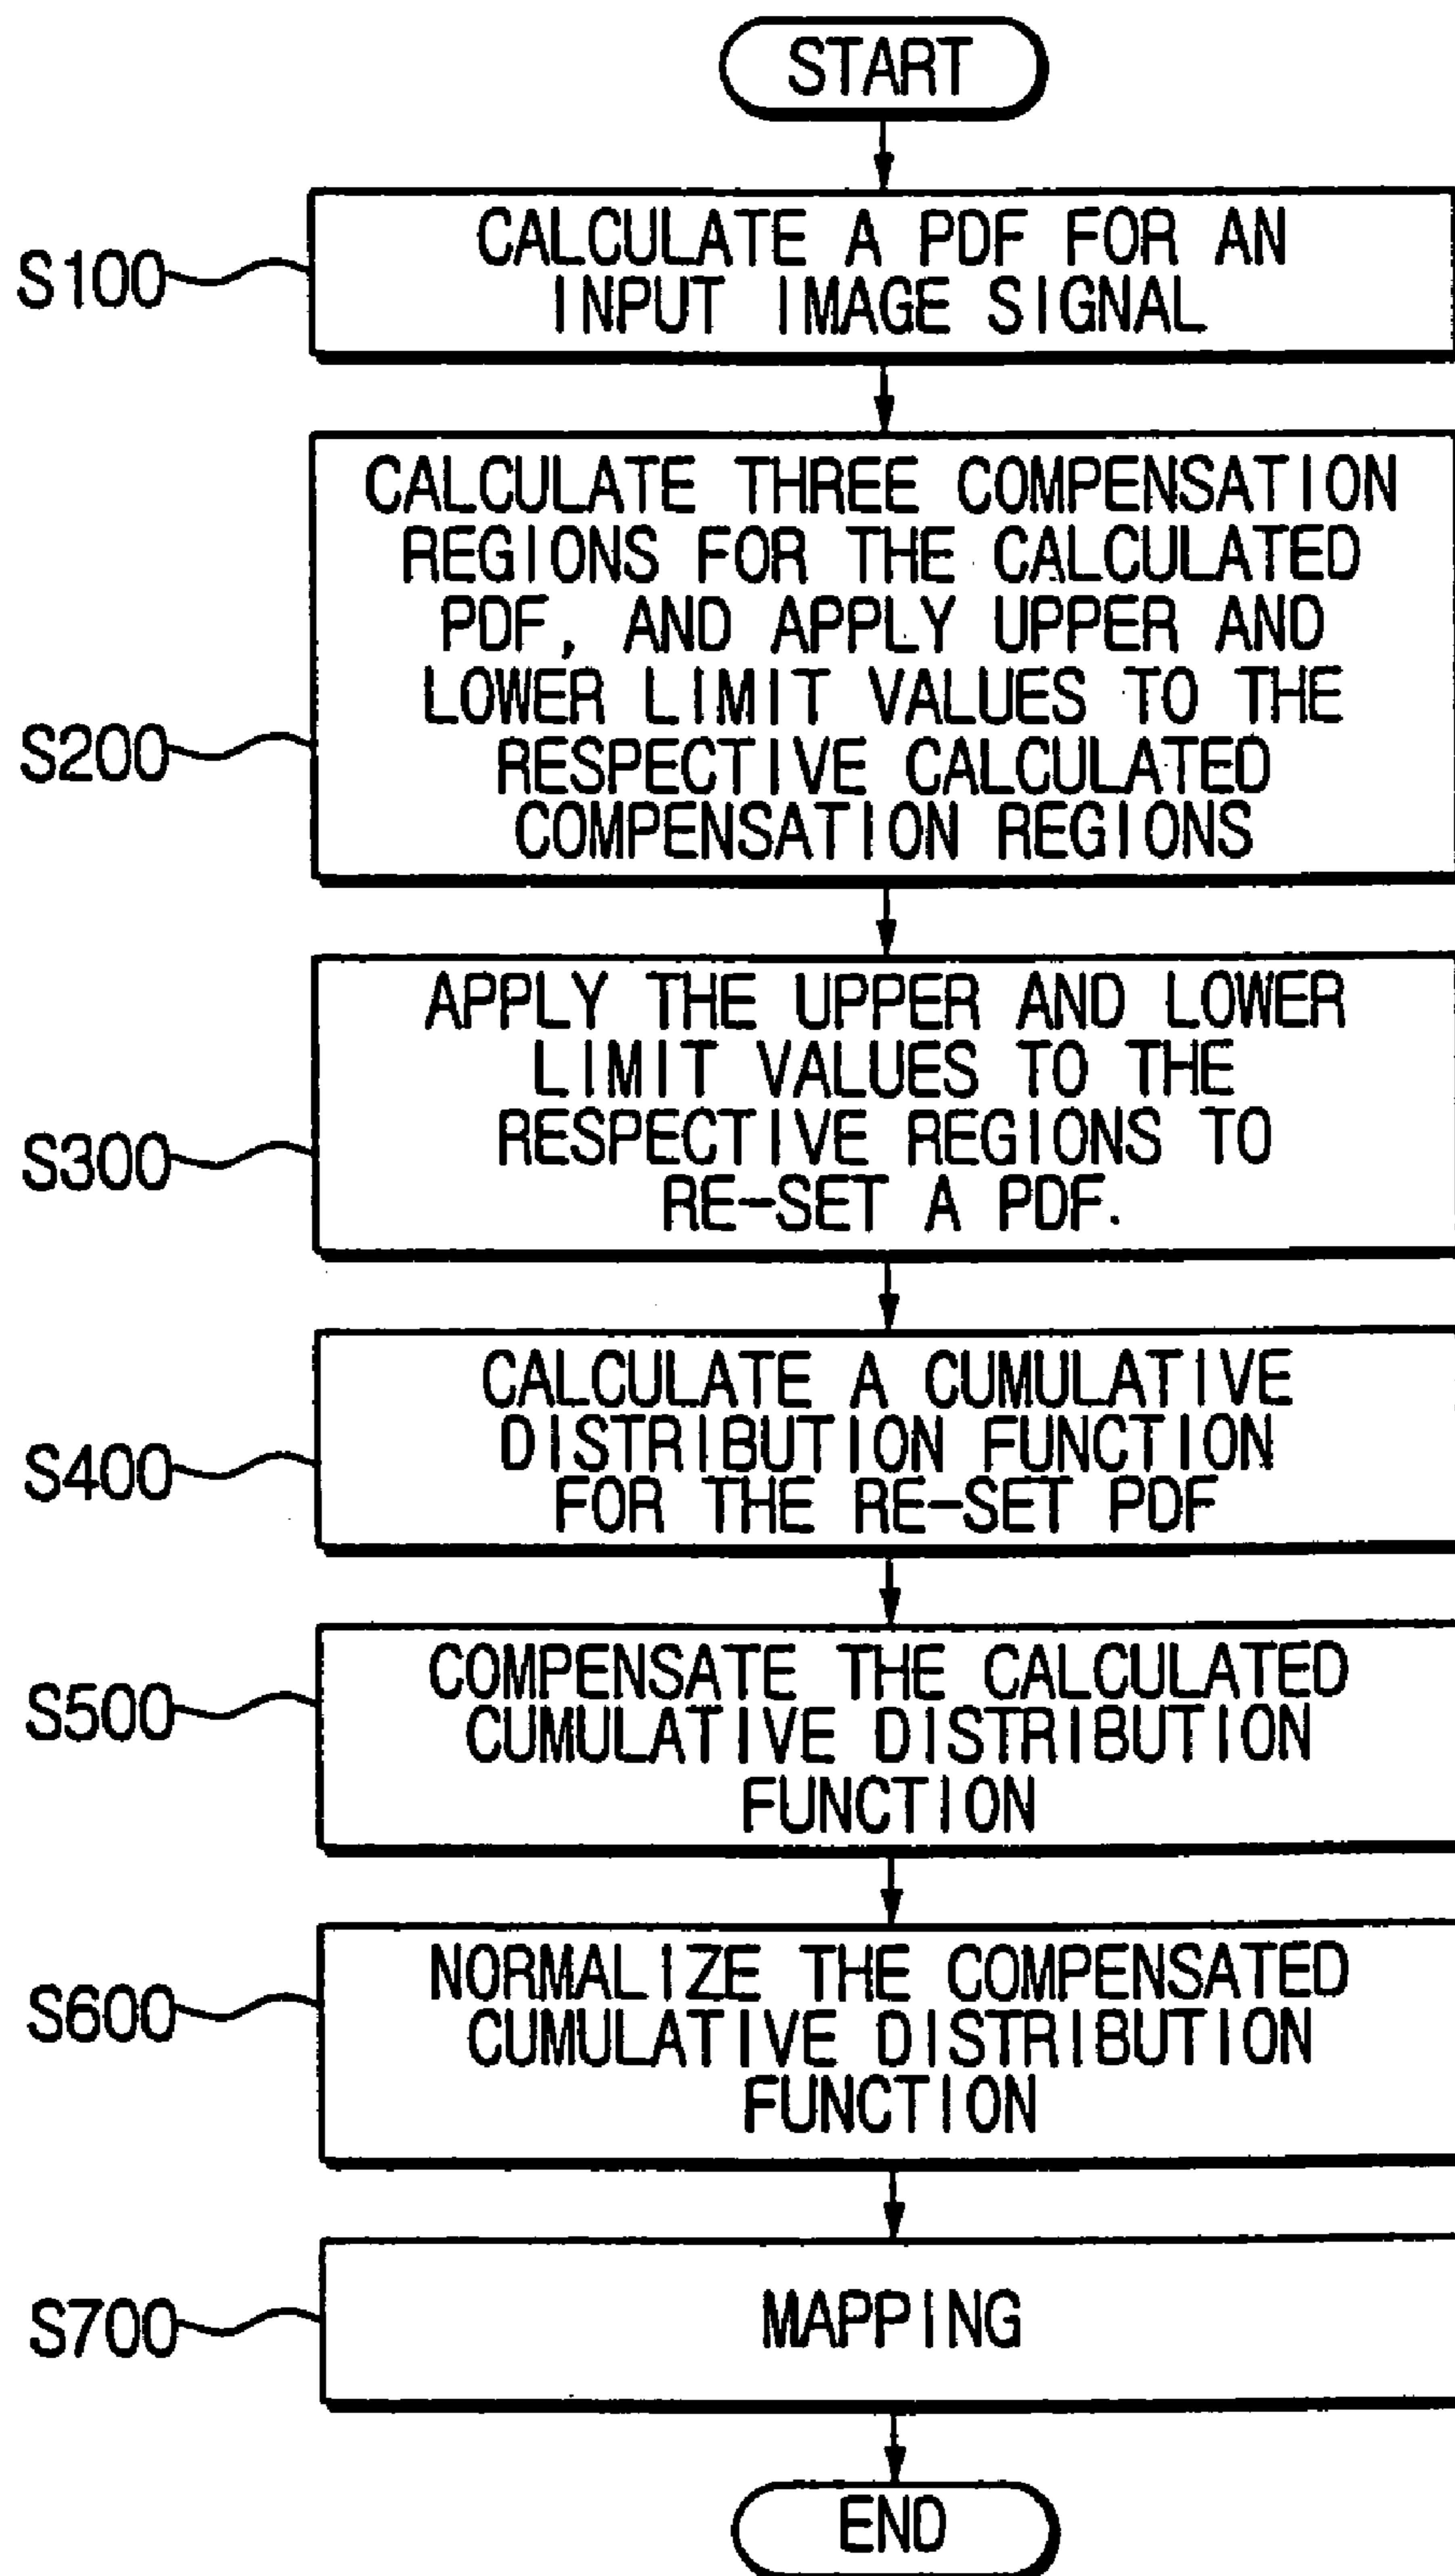 START
S100
CALCULATE A PDF FOR AN
INPUT IMAGE SIGNAL
S200
CALCULATE THREE COMPENSATION
REGIONS FOR THE CALCULATED
PDF, AND APPLY UPPER AND
LOWER LIMIT VALUES TO THE
RESPECTIVE CALCULATED
COMPENSATION REGIONS
S300
APPLY THE UPPER AND LOWER
LIMIT VALUES TO THE
RESPECTIVE REGIONS TO
RE-SET A PDF.
S400
CALCULATE A CUMULATIVE
DISTRIBUTION FUNCTION
FOR THE RE-SET PDF
S500
COMPENSATE THE CALCULATED
CUMULATIVE DISTRIBUTION
FUNCTION
S600
NORMALIZE THE COMPENSATED
CUMULATIVE DISTRIBUTION
FUNCTION
S700
MAPPING
END